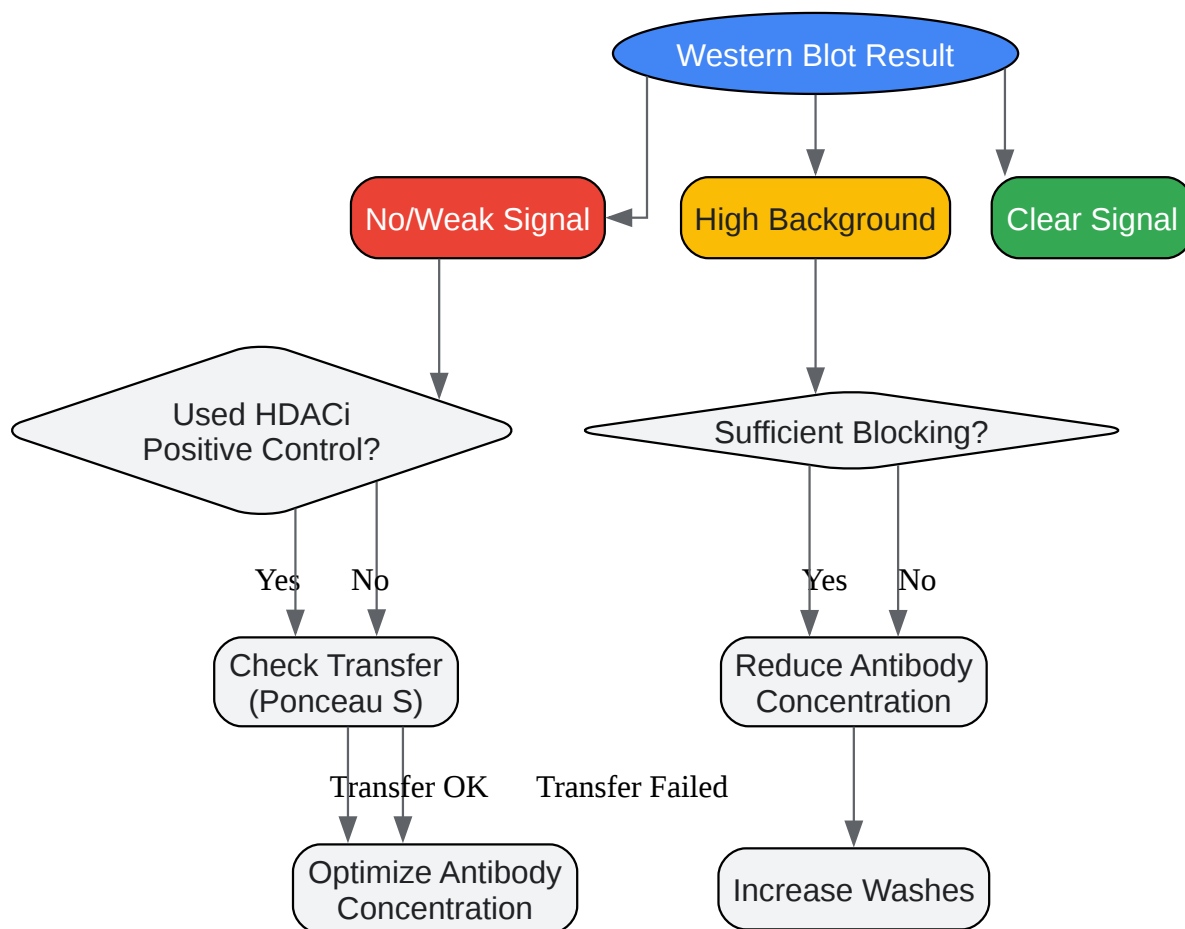 Western Blot Result
No/Weak Signal
High Background
Clear Signal
Used HDACi
Positive Control?
Sufficient Blocking?
Yes
No
Yes
No
Check Transfer
(Ponceau S)
Reduce Antibody
Concentration
Transfer OK
Transfer Failed
Optimize Antibody
Concentration
Increase Washes